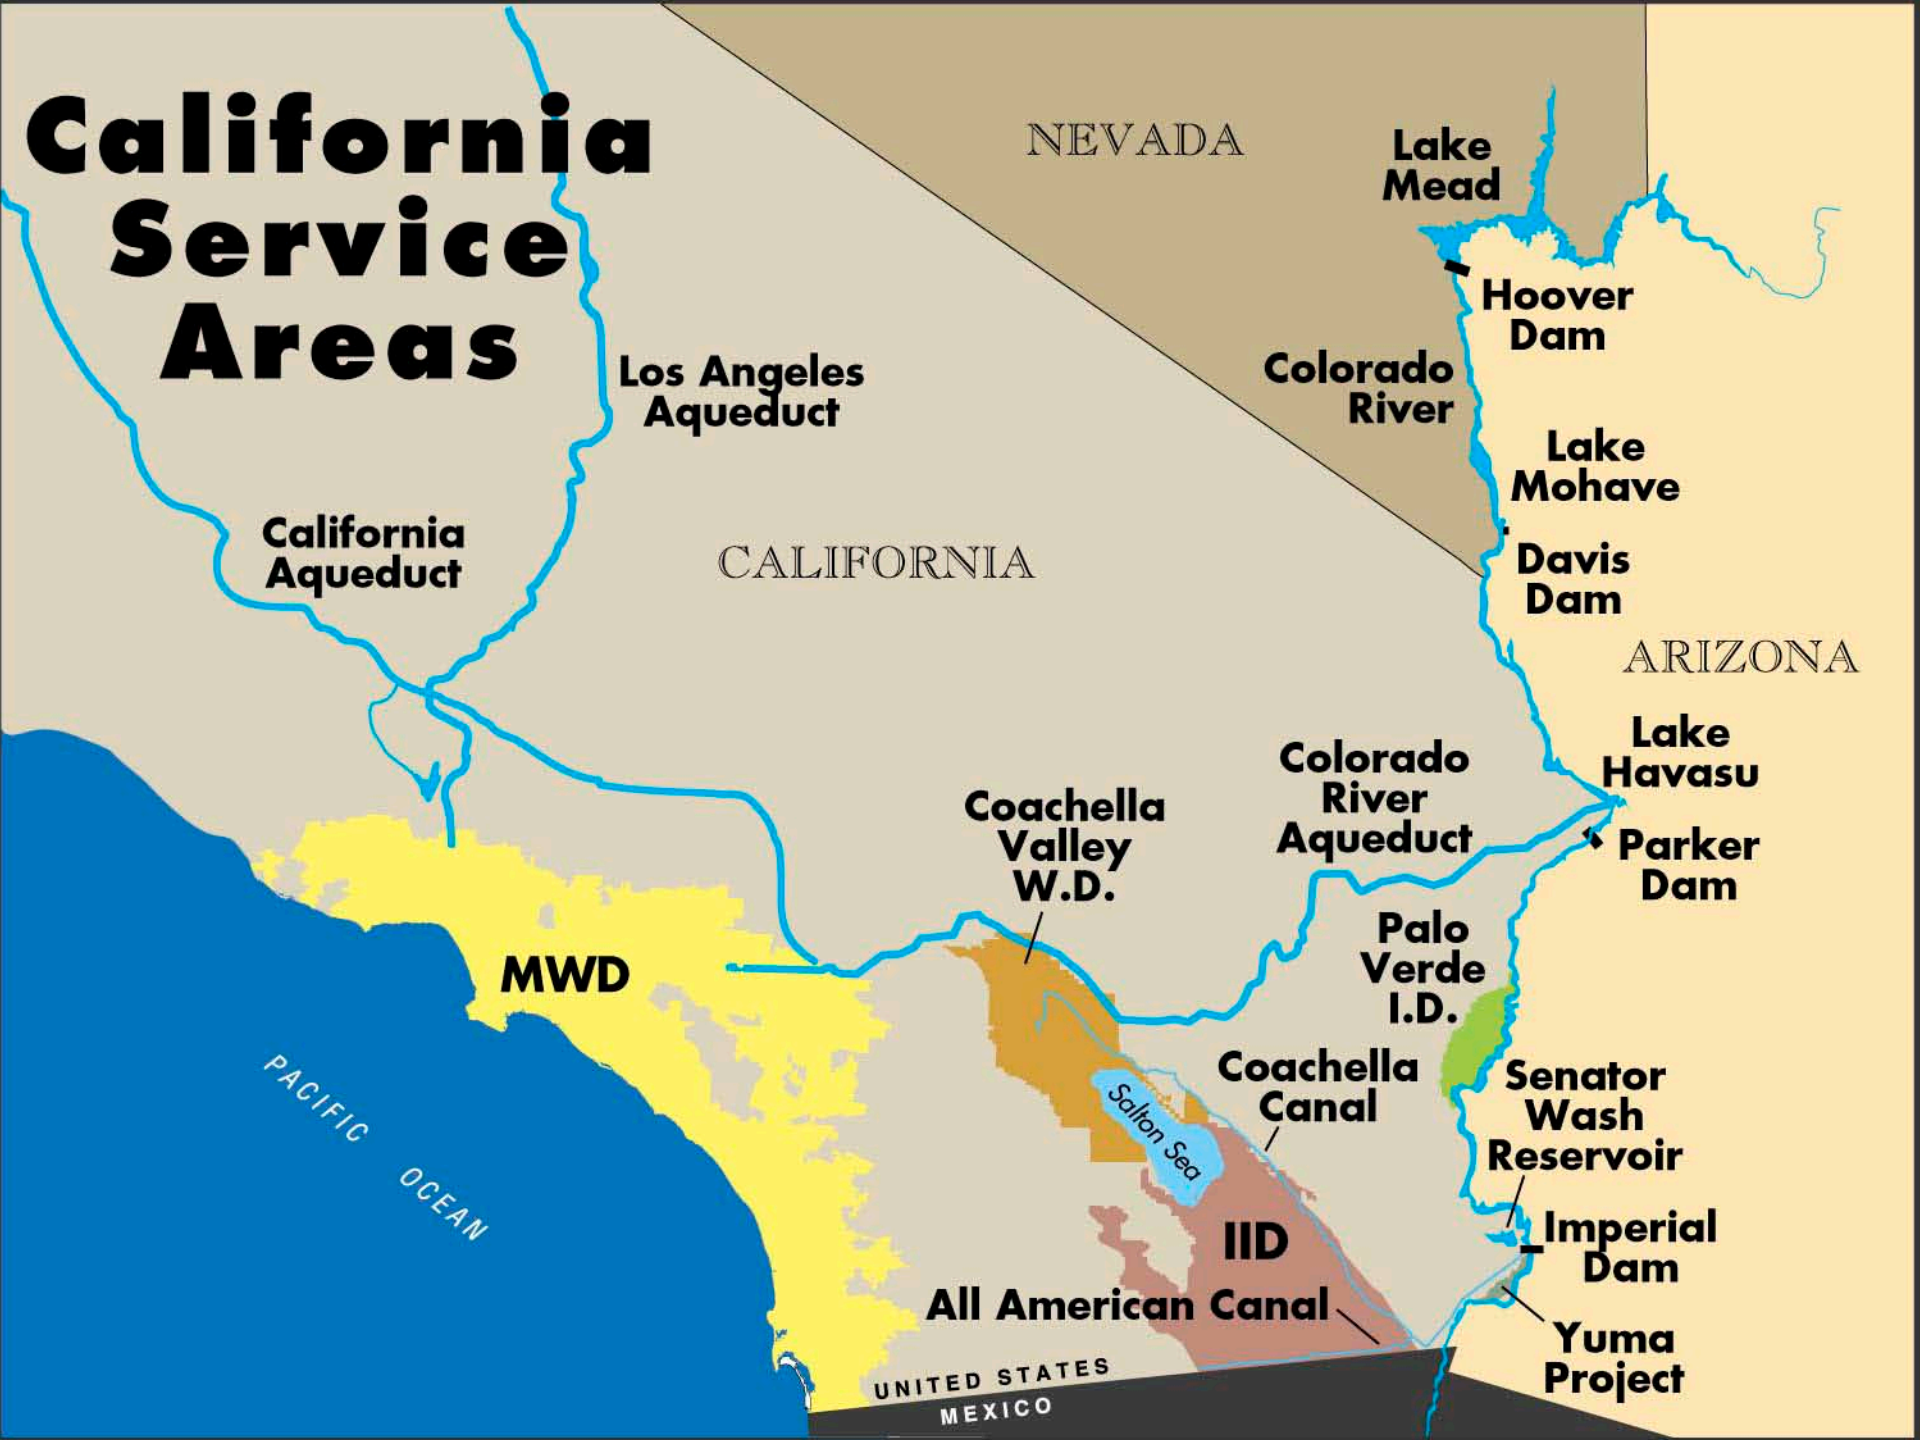 California
Service
Areas
NEVADA
Lake
Mead
Hoover
Dam
Colorado
River
Los Angeles
Aqueduct
Lake
Mohave
California
Aqueduct
CALIFORNIA
Davis
Dam
ARIZONA
Lake
Havasu
Colorado
River
Aqueduct
Coachella
Valley
W.D.
Parker
Dam
Palo
Verde
I.D.
MWD
Coachella
Canal
Senator
Wash
Reservoir
Salton Sea
PACIFIC OCEAN
IID
Imperial
Dam
All American Canal
Yuma
Project
UNITED STATES
MEXICO